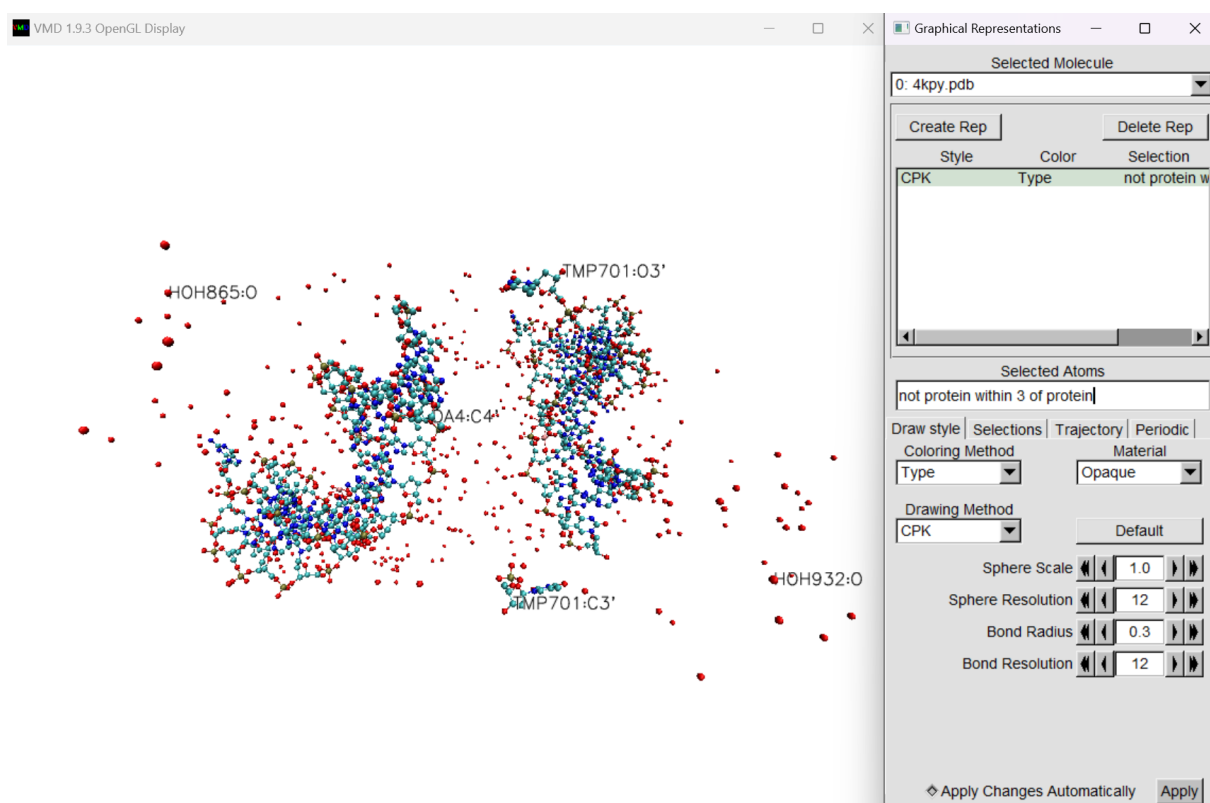 VMD 1.9.3 OpenGL Display
HOH865:O
TMP701:O3'
DA4:C4'
HOH932:O
TMP701:C3'
Graphical Representations
Selected Molecule
0: 4kpy.pdb
Create Rep Delete Rep
Style Color Selection
CPK Type not protein w
Selected Atoms
not protein within 3 of protein
Draw style Selections Trajectory Periodic
Coloring Method Material
Type Opaque
Drawing Method
CPK Default
Sphere Scale 1.0
Sphere Resolution 12
Bond Radius 0.3
Bond Resolution 12
Apply Changes Automatically Apply